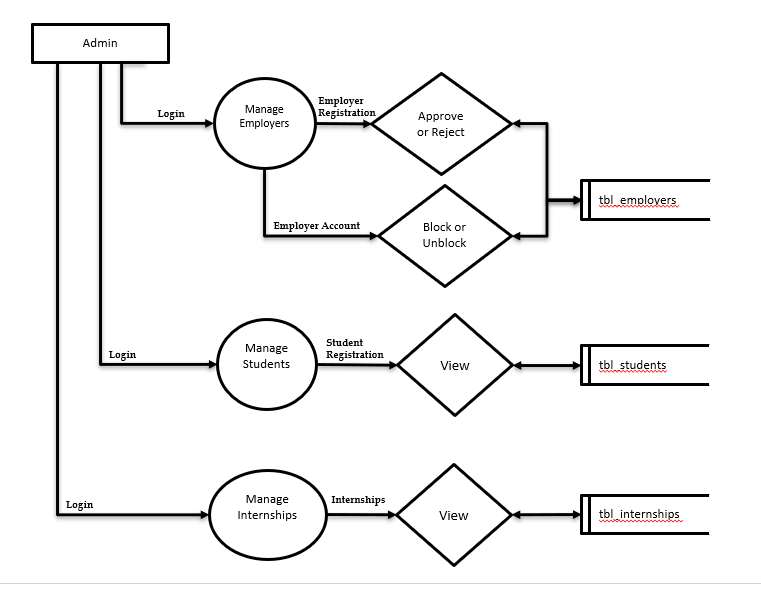 Admin
Login
Manage
Employers
Employer
Registration
Approve
or Reject
tbl_employers
Employer Account
Block or
Unblock
Login
Manage
Students
Student
Registration
View
tbl_students
Login
Manage
Internships
Internships
View
tbl_internships